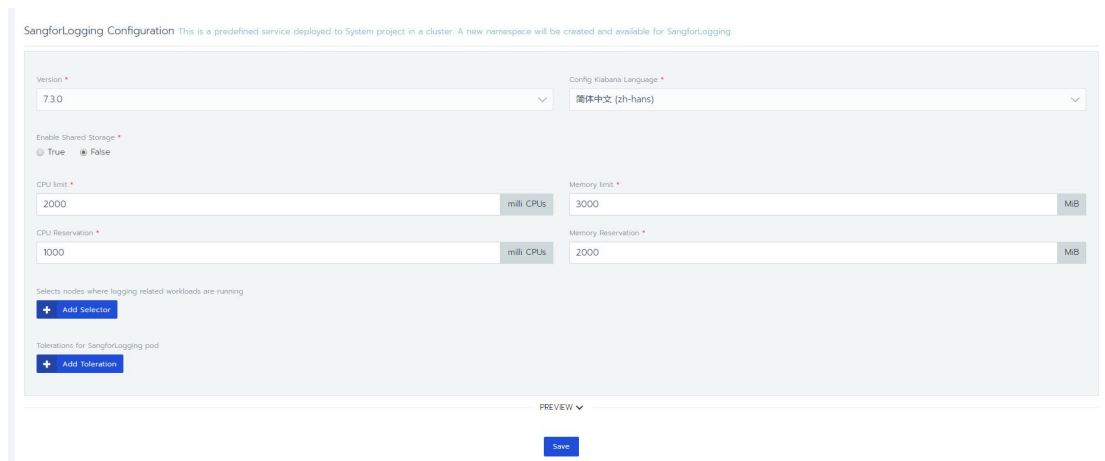 SangforLogging Configuration This is a predefined service deployed to System project in a cluster. A new namespace will be created and available for SangforLogging.
Version * Config Kiabana Language *
7.3.0 简体中文 (zh-hans)
Enable Shared Storage *
True False
CPU limit * Memory limit *
2000 milli CPUs 3000 MiB
CPU Reservation * Memory Reservation *
1000 milli CPUs 2000 MiB
Selects nodes where logging related workloads are running
+ Add Selector
Tolerations for SangforLogging pod
+ Add Toleration
PREVIEW
Save